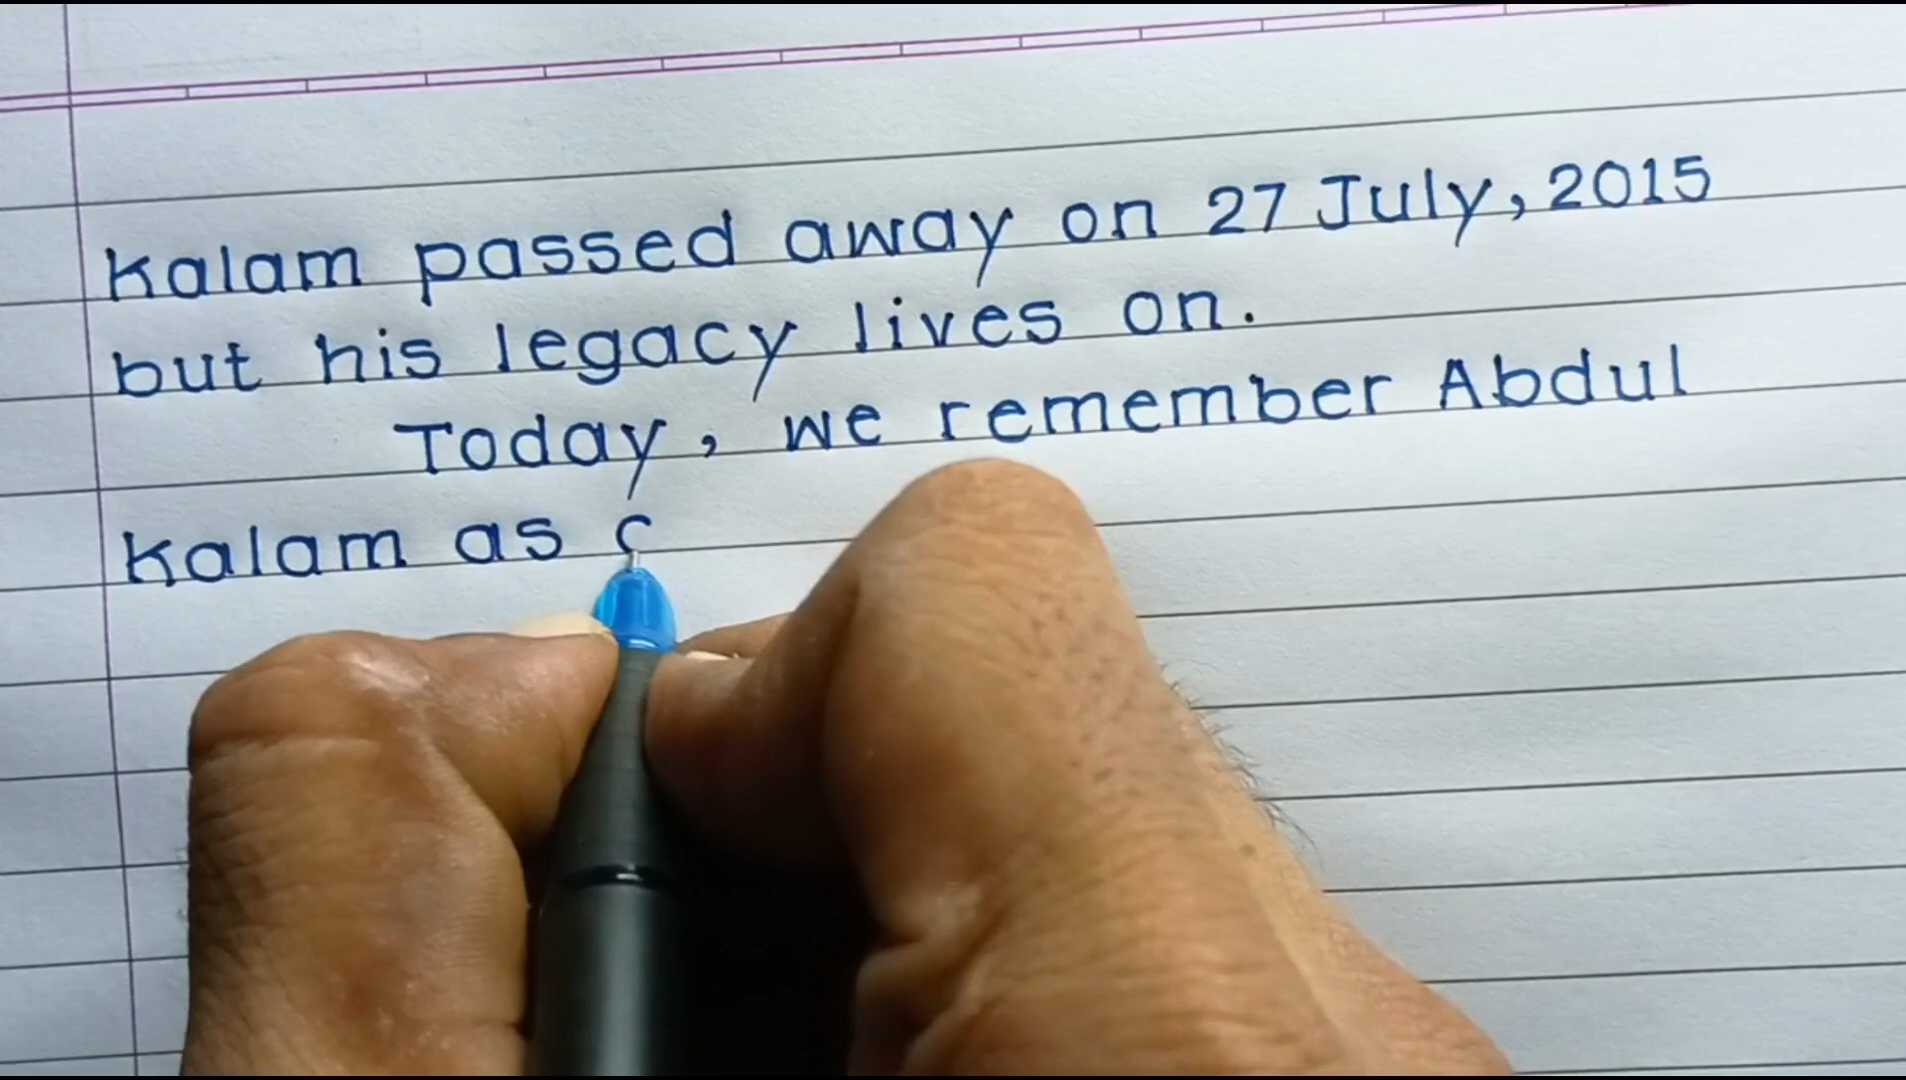 Kalam passed away on 27 July, 2015
but his legacy lives on.
Today, we remember Abdul
Kalam as